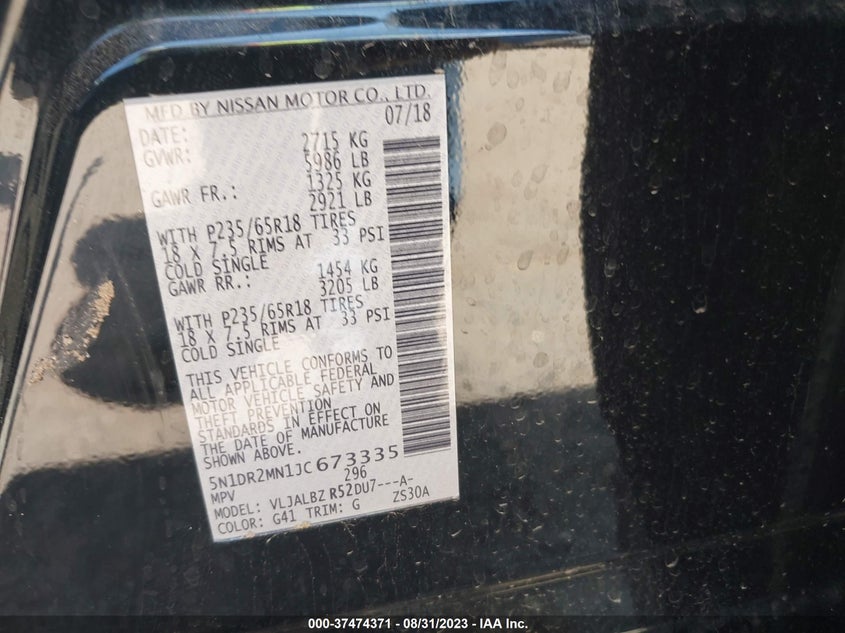 MFD BY NISSAN MOTOR CO., LTD.
DATE: 07/18
GVWR: 2715 KG
5986 LB
GAWR FR.: 1325 KG
2921 LB
WITH P235/65R18 TIRES
18 X 7.5 RIMS AT 33 PSI
COLD SINGLE
GAWR RR.: 1454 KG
3205 LB
WITH P235/65R18 TIRES
18 X 7.5 RIMS AT 33 PSI
COLD SINGLE
THIS VEHICLE CONFORMS TO
ALL APPLICABLE FEDERAL
MOTOR VEHICLE SAFETY AND
THEFT PREVENTION
STANDARDS IN EFFECT ON
THE DATE OF MANUFACTURE
SHOWN ABOVE.
5N1DR2MN1JC673335
MPV 296
MODEL: VLJALBZ R52DU7---A-
COLOR: G41 TRIM: G ZS30A
000-37474371 - 08/31/2023 - IAA Inc.